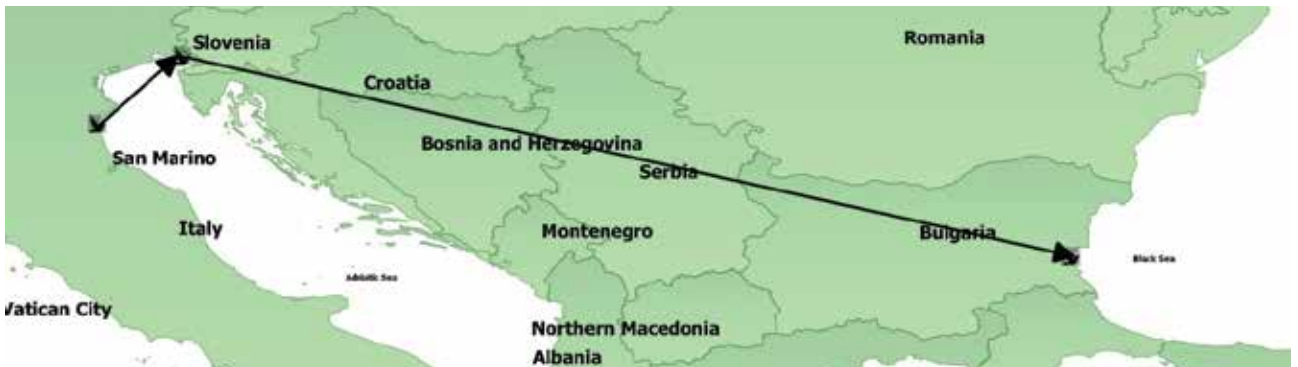 Slovenia
Romania
Croatia
Bosnia and Herzegovina
San Marino
Serbia
Italy
Montenegro
Bulgaria
Black Sea
Adriatic Sea
Vatican City
Northern Macedonia
Albania